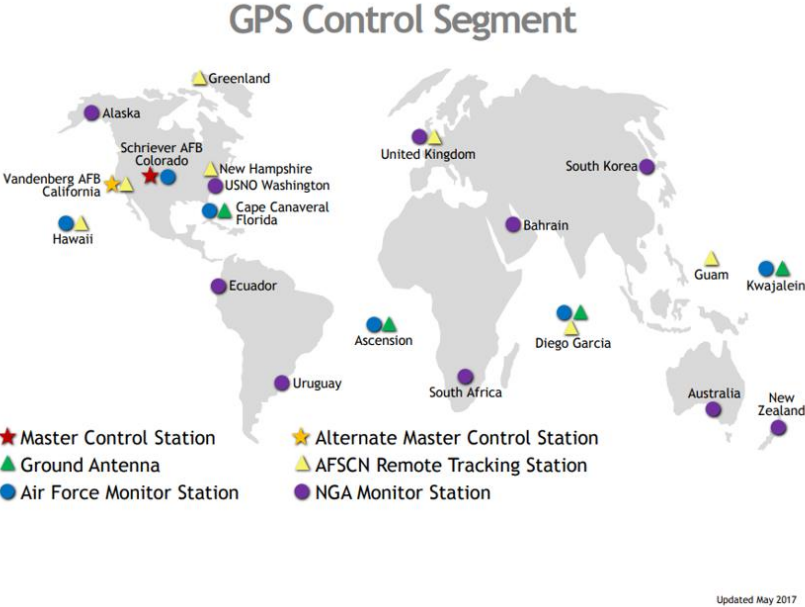 GPS Control Segment
Greenland
Alaska
Schriever AFB
Colorado
New Hampshire
USNO Washington
Vandenberg AFB
California
Cape Canaveral
Florida
Hawaii
United Kingdom
South Korea
Bahrain
Guam
Kwajalein
Ecuador
Ascension
Diego Garcia
Uruguay
South Africa
Australia
New
Zealand
Master Control Station
Alternate Master Control Station
Ground Antenna
AFSCN Remote Tracking Station
Air Force Monitor Station
NGA Monitor Station
Updated May 2017